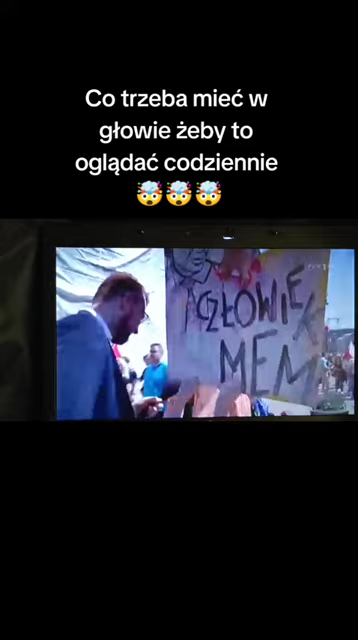 Co trzeba mieć w
głowie żeby to
oglądać codziennie
🤯🤯🤯
CZŁOWIEK
MEM